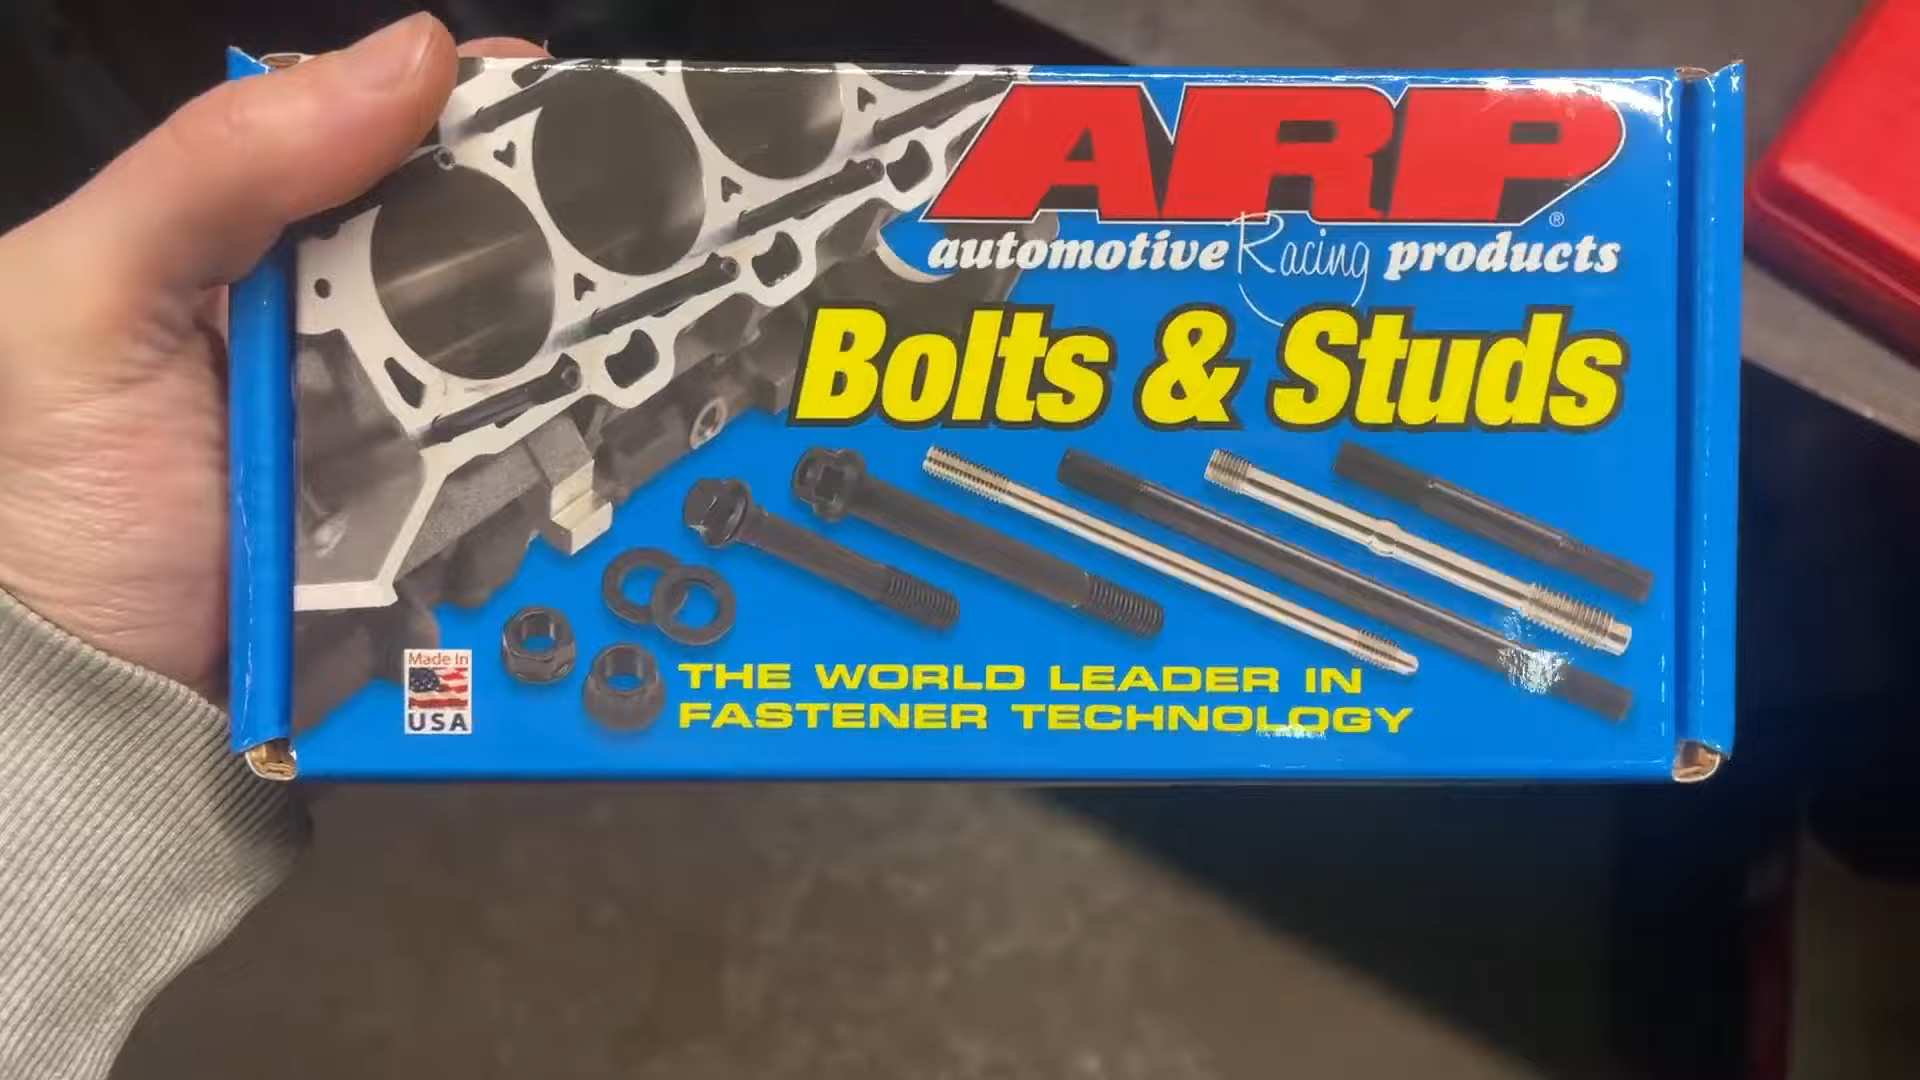 ARP®
automotive Racing products
Bolts & Studs
Made In
USA
THE WORLD LEADER IN
FASTENER TECHNOLOGY